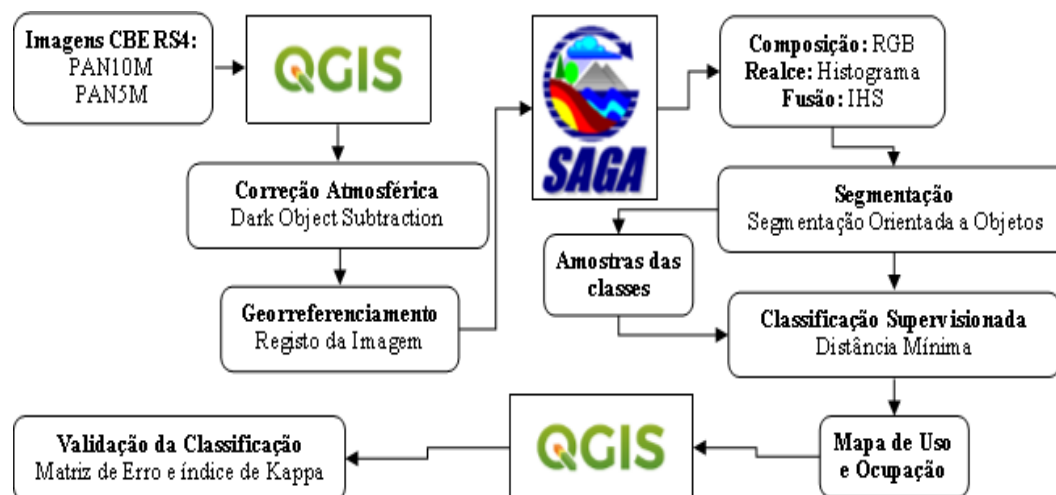 Imagens CBERS4:
PAN10M
PAN5M
QGIS
Correção Atmosférica
Dark Object Subtraction
Georreferenciamento
Registo da Imagem
SAGA
Composição: RGB
Realce: Histograma
Fusão: IHS
Segmentação
Segmentação Orientada a Objetos
Amostras das
classes
Classificação Supervisionada
Distância Mínima
Mapa de Uso
e Ocupação
QGIS
Validação da Classificação
Matriz de Erro e índice de Kappa